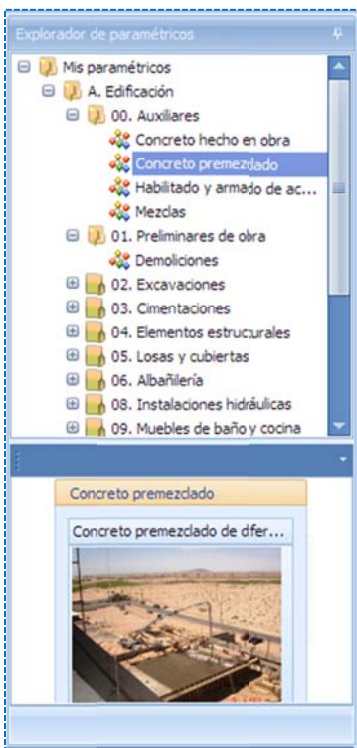 Explorador de paramétricos
Mis paramétricos
A. Edificación
00. Auxiliares
Concreto hecho en obra
Concreto premezclado
Habilitado y armado de ac...
Mezclas
01. Preliminares de obra
Demoliciones
02. Excavaciones
03. Cimentaciones
04. Elementos estructurales
05. Losas y cubiertas
06. Albañilería
08. Instalaciones hidráulicas
09. Muebles de baño y cocina
Concreto premezclado
Concreto premezclado de dfer...